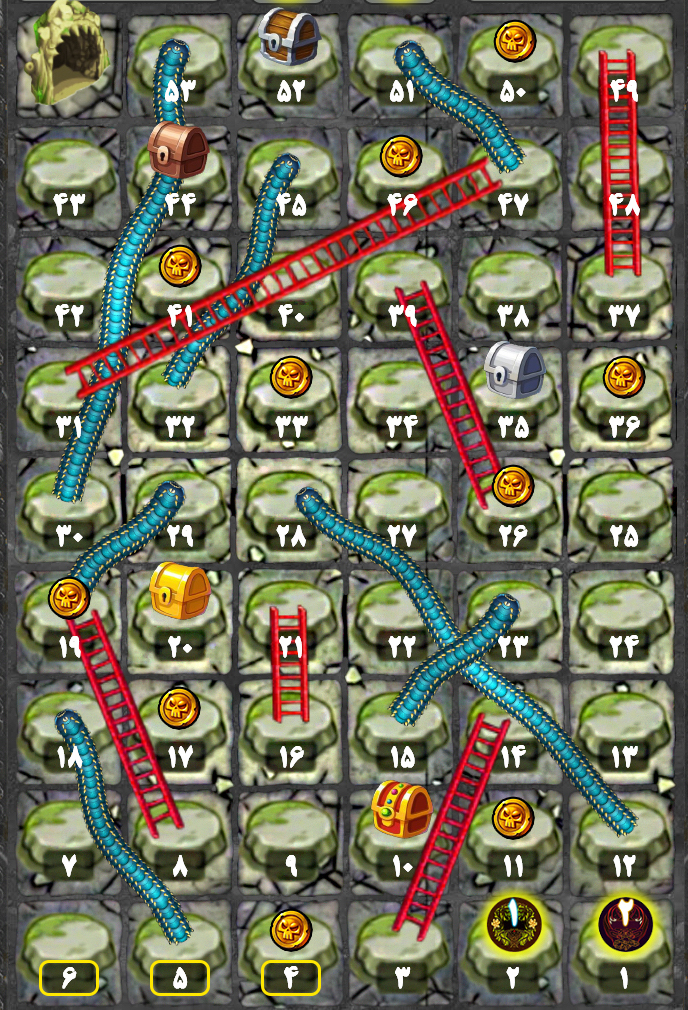 ۵۳ ۵۲ ۵۱ ۵۰ ۴۹
۴۳ ۴۴ ۴۵ ۴۶ ۴۷ ۴۸
۴۲ ۴۱ ۴۰ ۳۹ ۳۸ ۳۷
۳۱ ۳۲ ۳۳ ۳۴ ۳۵ ۳۶
۳۰ ۲۹ ۲۸ ۲۷ ۲۶ ۲۵
۱۹ ۲۰ ۲۱ ۲۲ ۲۳ ۲۴
۱۸ ۱۷ ۱۶ ۱۵ ۱۴ ۱۳
۷ ۸ ۹ ۱۰ ۱۱ ۱۲
۱ ۲
۶ ۵ ۴ ۳ ۲ ۱